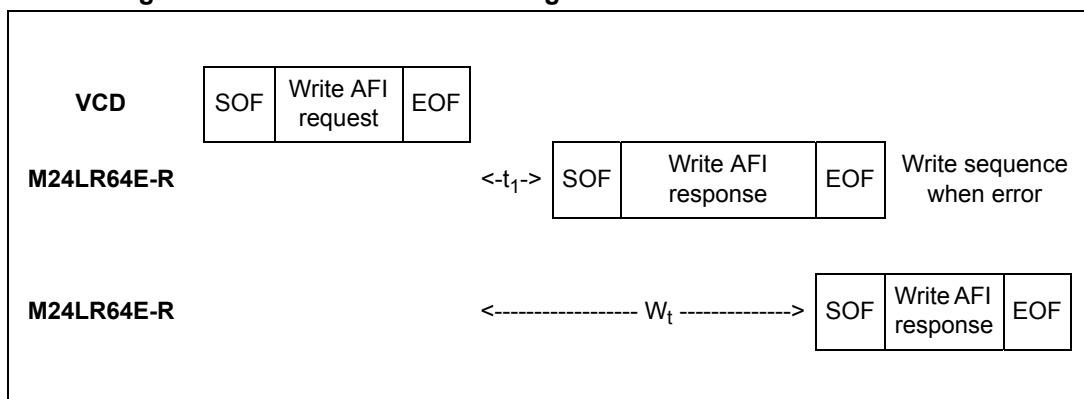 VCD SOF Write AFI request EOF
M24LR64E-R <-t1-> SOF Write AFI response EOF Write sequence when error
M24LR64E-R <------------------ Wt --------------> SOF Write AFI response EOF